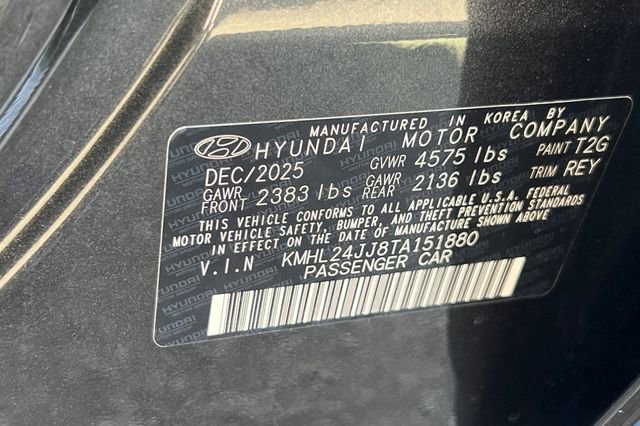 MANUFACTURED IN KOREA BY
HYUNDAI MOTOR COMPANY
DEC/2025 GVWR 4575 lbs PAINT T2G
GAWR FRONT 2383 lbs GAWR REAR 2136 lbs TRIM REY
THIS VEHICLE CONFORMS TO ALL APPLICABLE U.S.A. FEDERAL
MOTOR VEHICLE SAFETY, BUMPER, AND THEFT PREVENTION STANDARDS
IN EFFECT ON THE DATE OF MANUFACTURE SHOWN ABOVE
V.I.N KMHL24JJ8TA151880
PASSENGER CAR